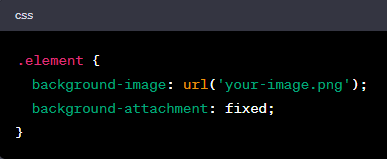 css
.element {
  background-image: url('your-image.png');
  background-attachment: fixed;
}